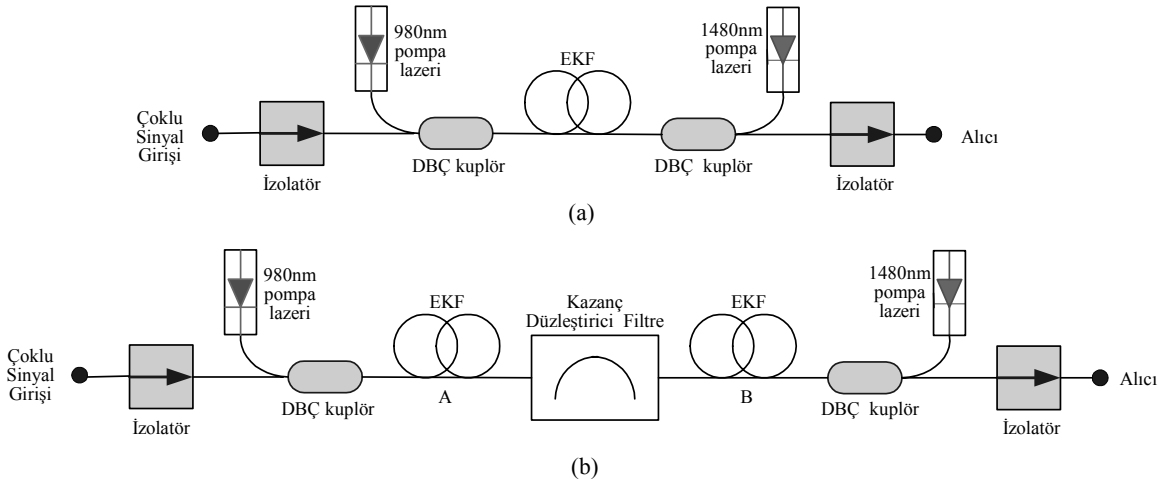 980nm
pompa
lazeri
1480nm
pompa
lazeri
EKF
Çoklu
Sinyal
Girişi
Alıcı
DBÇ kuplör
DBÇ kuplör
İzolatör
İzolatör
(a)
980nm
pompa
lazeri
1480nm
pompa
lazeri
EKF
Kazanç
Düzleştirici Filtre
EKF
Çoklu
Sinyal
Girişi
Alıcı
A
B
DBÇ kuplör
DBÇ kuplör
İzolatör
İzolatör
(b)